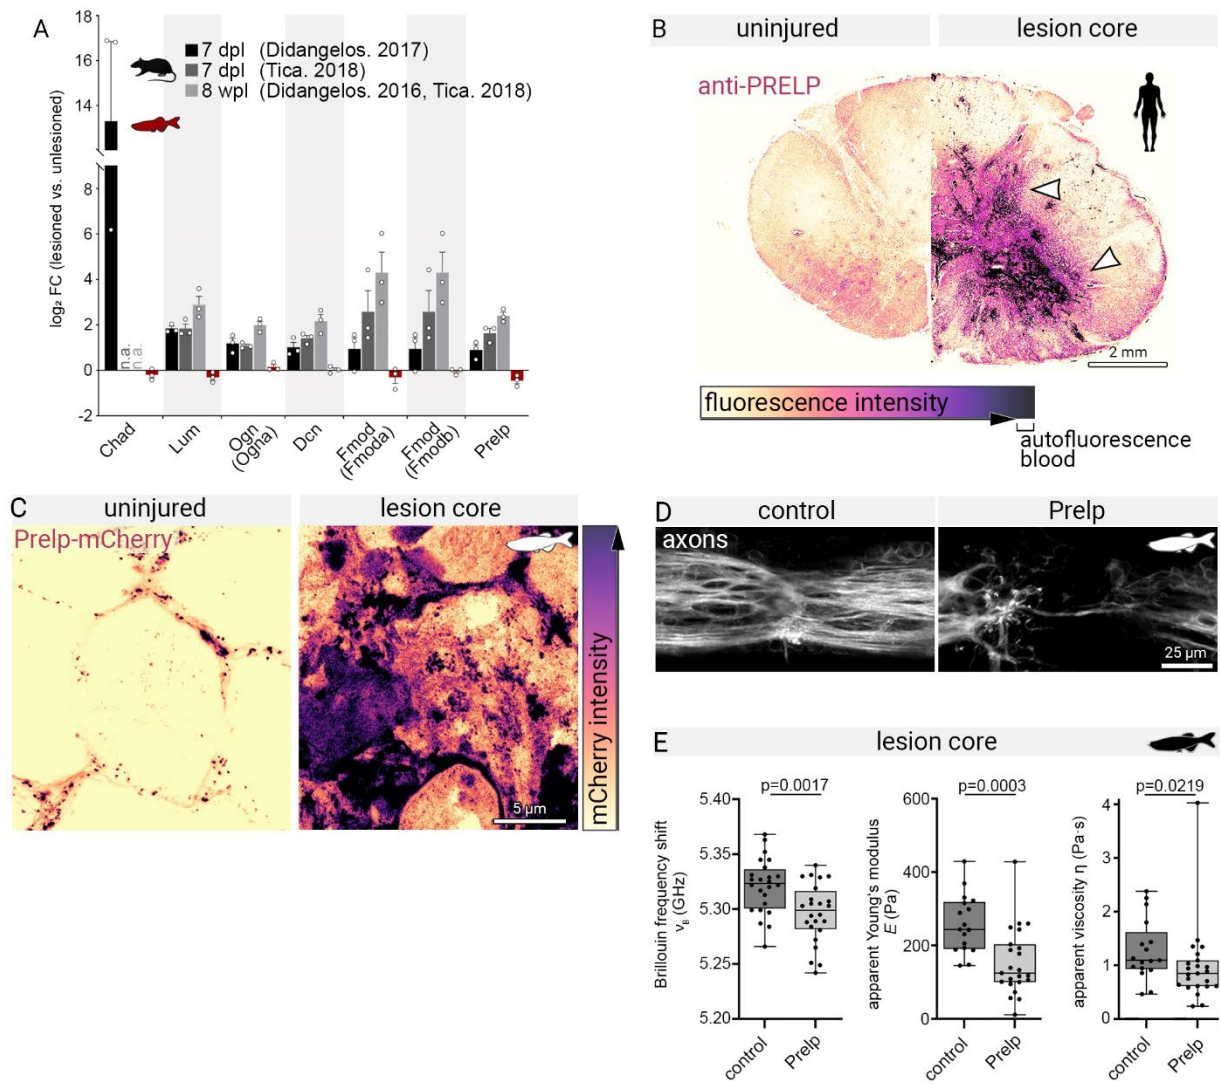 A
18
16
14
8
6
4
2
0
-2
log₂ FC (lesioned vs. unlesioned)
7 dpl (Didangelos. 2017)
7 dpl (Tica. 2018)
8 wpl (Didangelos. 2016, Tica. 2018)
n.a.
n.a.
Chad
Lum
Ogn
(Ogna)
Dcn
Fmod
(Fmoda)
Fmod
(Fmodb)
Prelp
B
uninjured
lesion core
anti-PRELP
2 mm
fluorescence intensity
autofluorescence
blood
C
uninjured
lesion core
Prelp-mCherry
5 µm
mCherry intensity
D
control
Prelp
axons
25 µm
E
lesion core
p=0.0017
5.40
5.35
5.30
5.25
5.20
Brillouin frequency shift
ν_B (GHz)
control
Prelp
p=0.0003
600
400
200
0
apparent Young's modulus
E (Pa)
control
Prelp
p=0.0219
4
3
2
1
0
apparent viscosity η (Pa·s)
control
Prelp